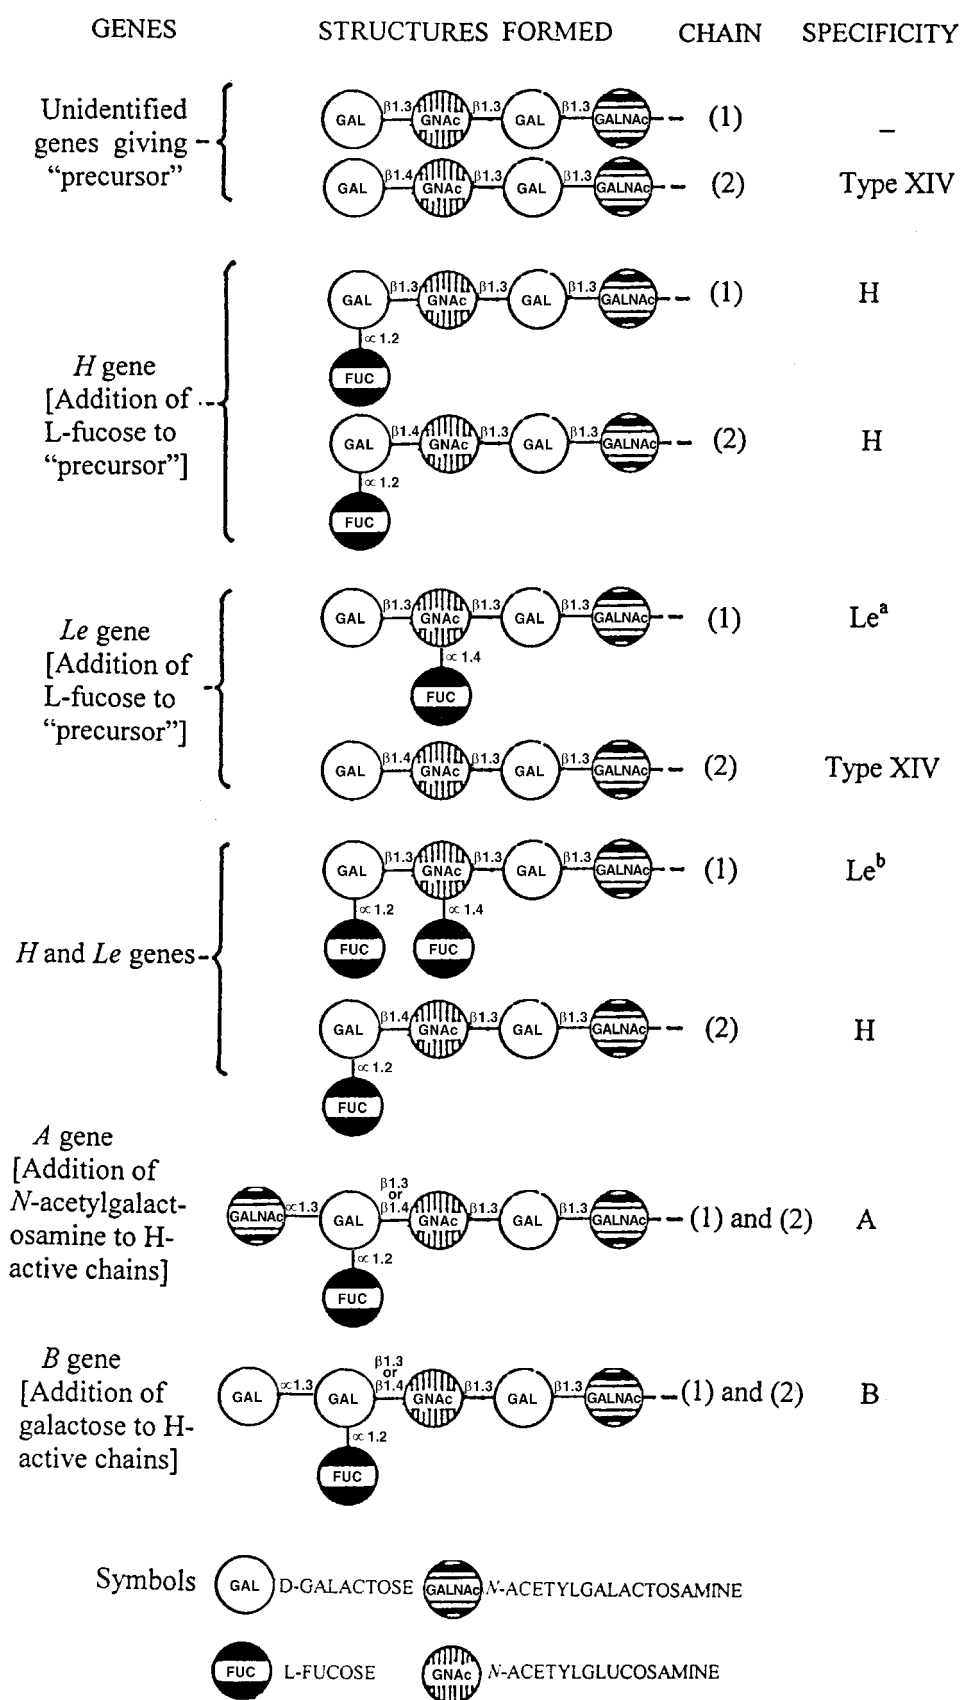 GENES STRUCTURES FORMED CHAIN SPECIFICITY
Unidentified
genes giving
“precursor”
GAL β1.3 GNAc β1.3 GAL β1.3 GALNAc (1) –
GAL β1.4 GNAc β1.3 GAL β1.3 GALNAc (2) Type XIV
H gene
[Addition of
L-fucose to
“precursor”]
GAL β1.3 GNAc β1.3 GAL β1.3 GALNAc (1) H
∝1.2
FUC
GAL β1.4 GNAc β1.3 GAL β1.3 GALNAc (2) H
∝1.2
FUC
Le gene
[Addition of
L-fucose to
“precursor”]
GAL β1.3 GNAc β1.3 GAL β1.3 GALNAc (1) Leᵃ
∝1.4
FUC
GAL β1.4 GNAc β1.3 GAL β1.3 GALNAc (2) Type XIV
H and Le genes
GAL β1.3 GNAc β1.3 GAL β1.3 GALNAc (1) Leᵇ
∝1.2 ∝1.4
FUC FUC
GAL β1.4 GNAc β1.3 GAL β1.3 GALNAc (2) H
∝1.2
FUC
A gene
[Addition of
N-acetylgalact-
osamine to H-
active chains]
GALNAc ∝1.3 GAL β1.3 or β1.4 GNAc β1.3 GAL β1.3 GALNAc (1) and (2) A
∝1.2
FUC
B gene
[Addition of
galactose to H-
active chains]
GAL ∝1.3 GAL β1.3 or β1.4 GNAc β1.3 GAL β1.3 GALNAc (1) and (2) B
∝1.2
FUC
Symbols GAL D-GALACTOSE GALNAc N-ACETYLGALACTOSAMINE
FUC L-FUCOSE GNAc N-ACETYLGLUCOSAMINE